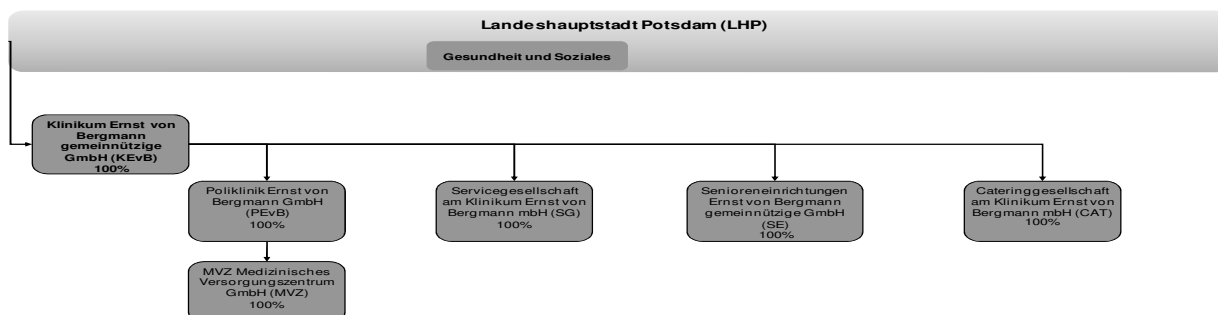 Landeshauptstadt Potsdam (LHP)
Gesundheit und Soziales
Klinikum Ernst von
Bergmann
gemeinnützige
GmbH (KEvB)
100%
Poliklinik Ernst von
Bergmann GmbH
(PEvB)
100%
Servicegesellschaft
am Klinikum Ernst von
Bergmann mbH (SG)
100%
Senioreneinrichtungen
Ernst von Bergmann
gemeinnützige GmbH
(SE)
100%
Cateringgesellschaft
am Klinikum Ernst von
Bergmann mbH (CAT)
100%
MVZ Medizinisches
Versorgungszentrum
GmbH (MVZ)
100%